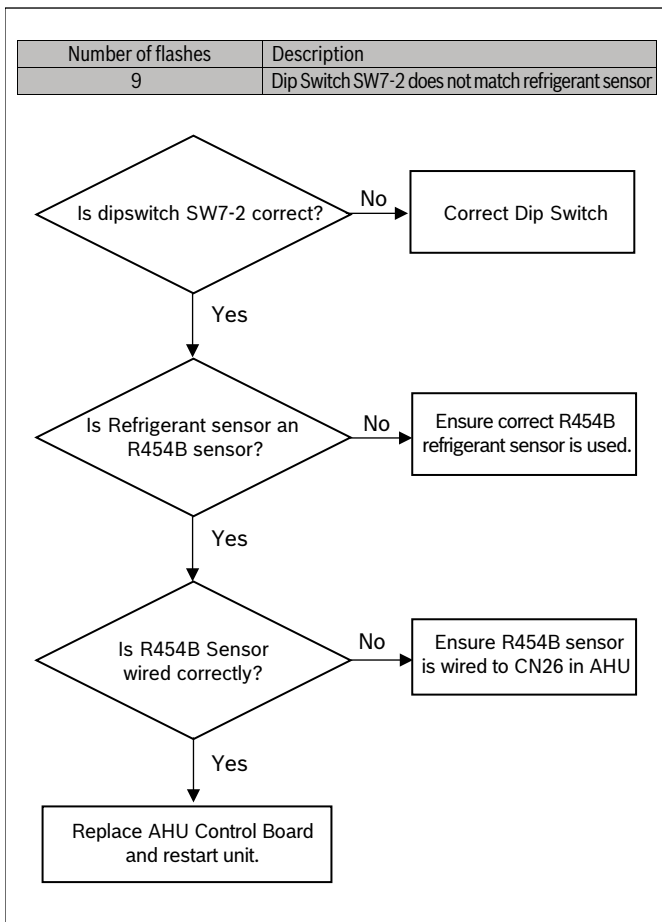 Number of flashes Description
9 Dip Switch SW7-2 does not match refrigerant sensor
Is dipswitch SW7-2 correct?
No
Correct Dip Switch
Yes
Is Refrigerant sensor an
R454B sensor?
No
Ensure correct R454B
refrigerant sensor is used.
Yes
Is R454B Sensor
wired correctly?
No
Ensure R454B sensor
is wired to CN26 in AHU
Yes
Replace AHU Control Board
and restart unit.